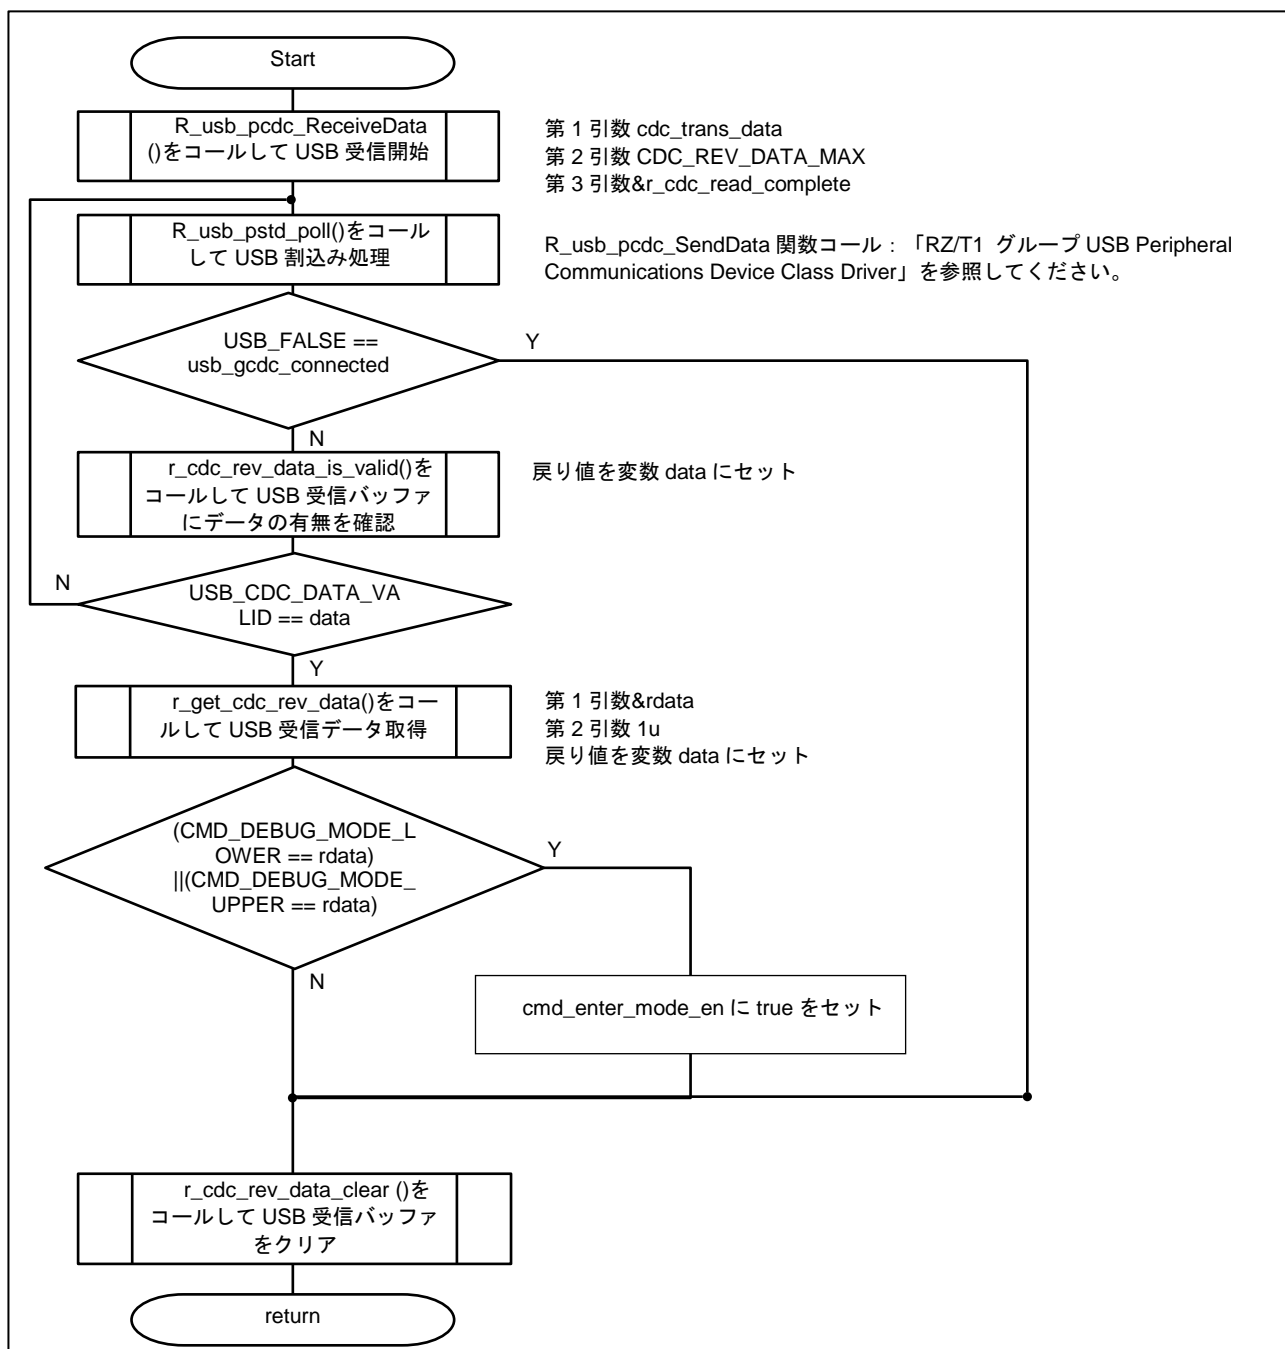 Start
R_usb_pcdc_ReceiveData
()をコールして USB 受信開始
第 1 引数 cdc_trans_data
第 2 引数 CDC_REV_DATA_MAX
第 3 引数&r_cdc_read_complete
R_usb_pstd_poll()をコール
して USB 割込み処理
R_usb_pcdc_SendData 関数コール：「RZ/T1 グループ USB Peripheral
Communications Device Class Driver」を参照してください。
USB_FALSE ==
usb_gcdc_connected
Y
N
r_cdc_rev_data_is_valid()を
コールして USB 受信バッファ
にデータの有無を確認
戻り値を変数 data にセット
N
USB_CDC_DATA_VA
LID == data
Y
r_get_cdc_rev_data()をコー
ルして USB 受信データ取得
第 1 引数&rdata
第 2 引数 1u
戻り値を変数 data にセット
(CMD_DEBUG_MODE_L
OWER == rdata)
||(CMD_DEBUG_MODE_
UPPER == rdata)
Y
N
cmd_enter_mode_en に true をセット
r_cdc_rev_data_clear ()を
コールして USB 受信バッファ
をクリア
return